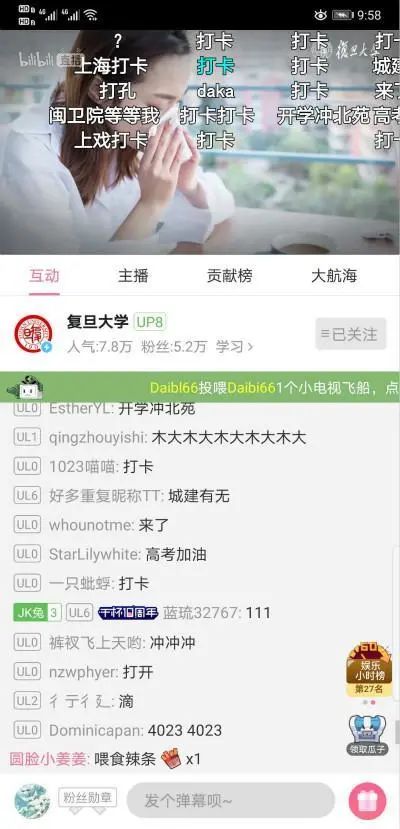 HD 4G 4G 9:58
bilibili 直播
复旦大学
? 打卡 打卡 打卡
上海打卡 打卡 打卡 城建
打孔 daka 打卡 来了
闽卫院等等我 打卡打卡 开学冲北苑 高考
上戏打卡 打卡 打卡
互动 主播 贡献榜 大航海
复旦大学 UP8
人气:7.8万 粉丝:5.2万 学习 >
已关注
Daibl66投喂Daibi661个小电视飞船，点
UL0 EstherYL: 开学冲北苑
UL1 qingzhouyishi: 木大木大木大木大木大
UL0 1023喵喵: 打卡
UL6 好多重复昵称TT: 城建有无
UL0 whounotme: 来了
UL0 StarLilywhite: 高考加油
UL0 一只蚍蜉: 打卡
JK兔 3 UL6 干杯10周年 蓝琉32767: 111
UL0 裤衩飞上天哟: 冲冲冲
UL0 nzwphyer: 打开
UL2 彳亍彳廴: 滴
UL0 Dominicapan: 4023 4023
圆脸小姜姜: 喂食辣条 x1
娱乐
小时榜
第27名
领取瓜子
粉丝勋章
发个弹幕呗~